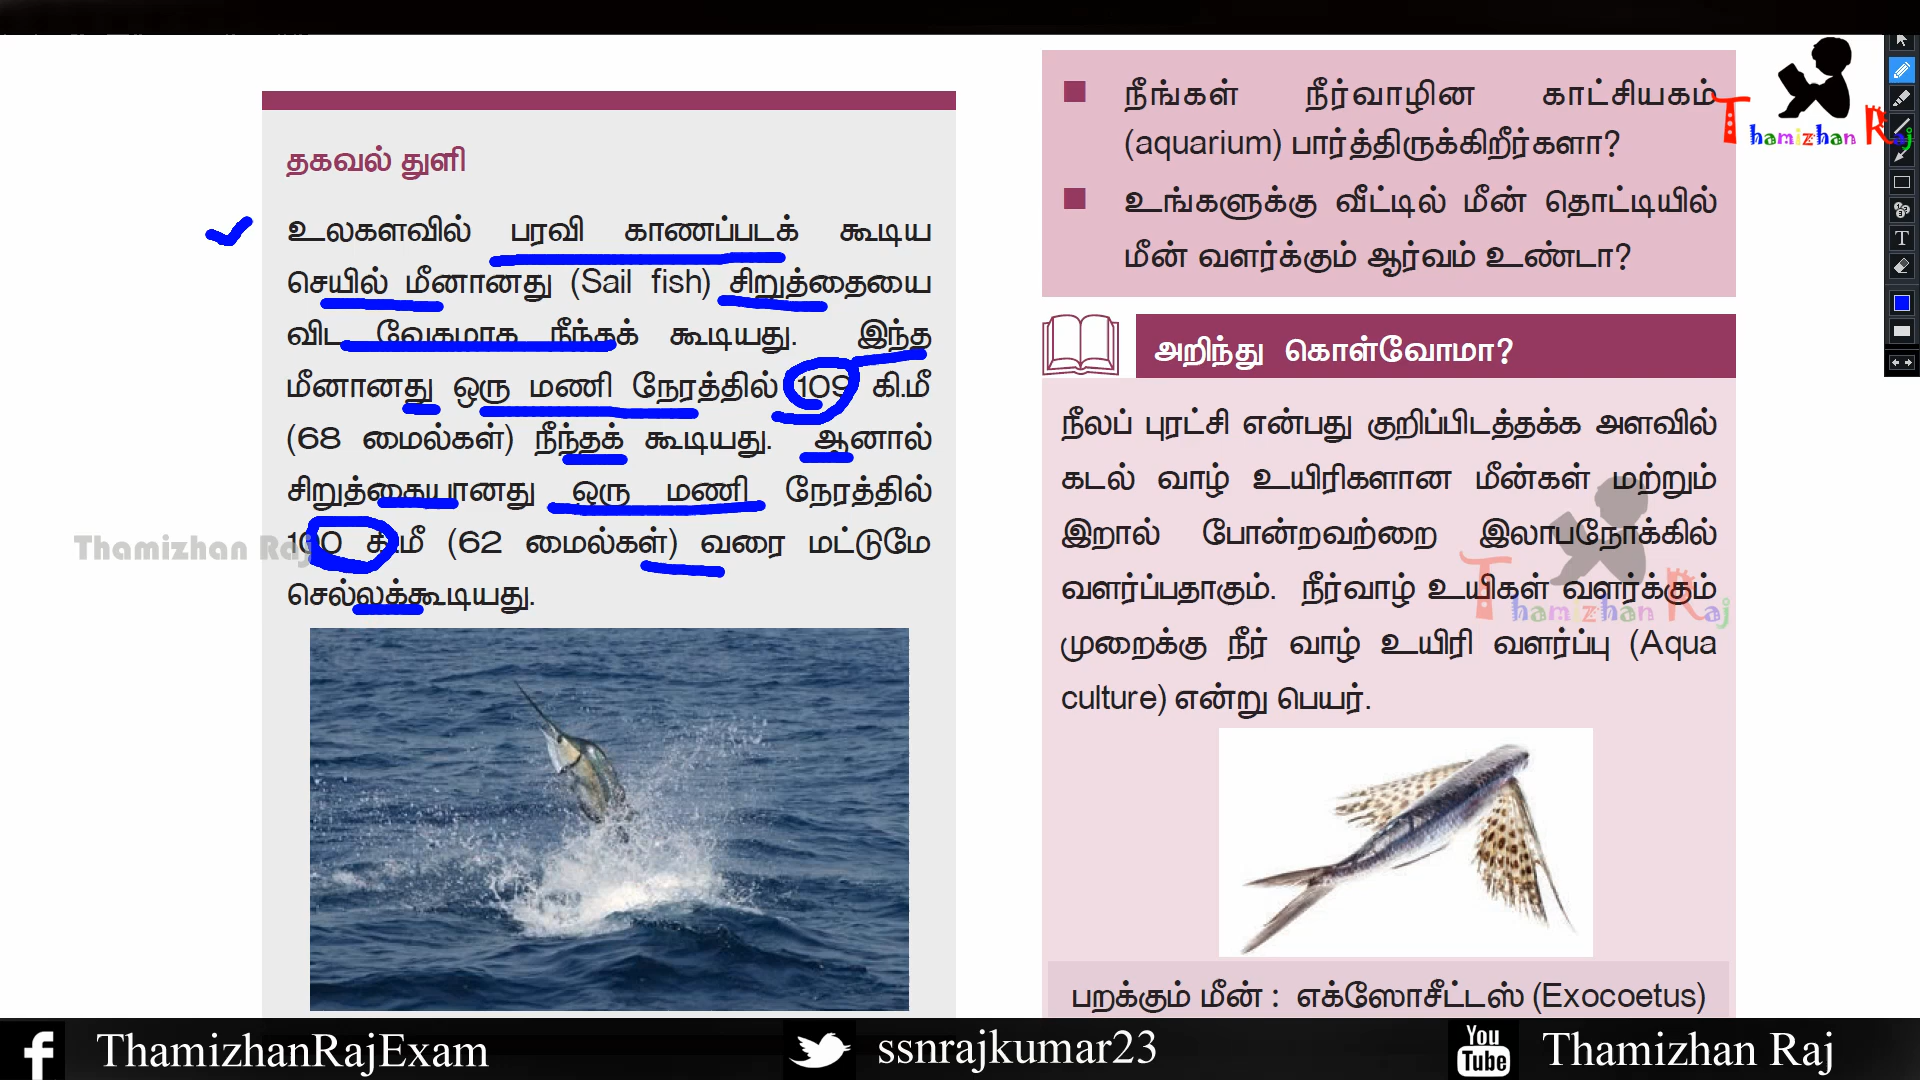 தகவல் துளி
உலகளவில் பரவி காணப்படக் கூடிய
செயில் மீனானது (Sail fish) சிறுத்தையை
விட வேகமாக நீந்தக் கூடியது. இந்த
மீனானது ஒரு மணி நேரத்தில் 109 கி.மீ
(68 மைல்கள்) நீந்தக் கூடியது. ஆனால்
சிறுத்தையானது ஒரு மணி நேரத்தில்
100 கி.மீ (62 மைல்கள்) வரை மட்டுமே
செல்லக்கூடியது.
■ நீங்கள் நீர்வாழின காட்சியகம்
(aquarium) பார்த்திருக்கிறீர்களா?
■ உங்களுக்கு வீட்டில் மீன் தொட்டியில்
மீன் வளர்க்கும் ஆர்வம் உண்டா?
அறிந்து கொள்வோமா?
நீலப் புரட்சி என்பது குறிப்பிடத்தக்க அளவில்
கடல் வாழ் உயிரிகளான மீன்கள் மற்றும்
இறால் போன்றவற்றை இலாபநோக்கில்
வளர்ப்பதாகும். நீர்வாழ் உயிகள் வளர்க்கும்
முறைக்கு நீர் வாழ் உயிரி வளர்ப்பு (Aqua
culture) என்று பெயர்.
பறக்கும் மீன் : எக்ஸோசீட்டஸ் (Exocoetus)
Thamizhan Raj
Thamizhan Raj
Thamizhan Raj
ThamizhanRajExam
ssnrajkumar23
You
Tube
Thamizhan Raj